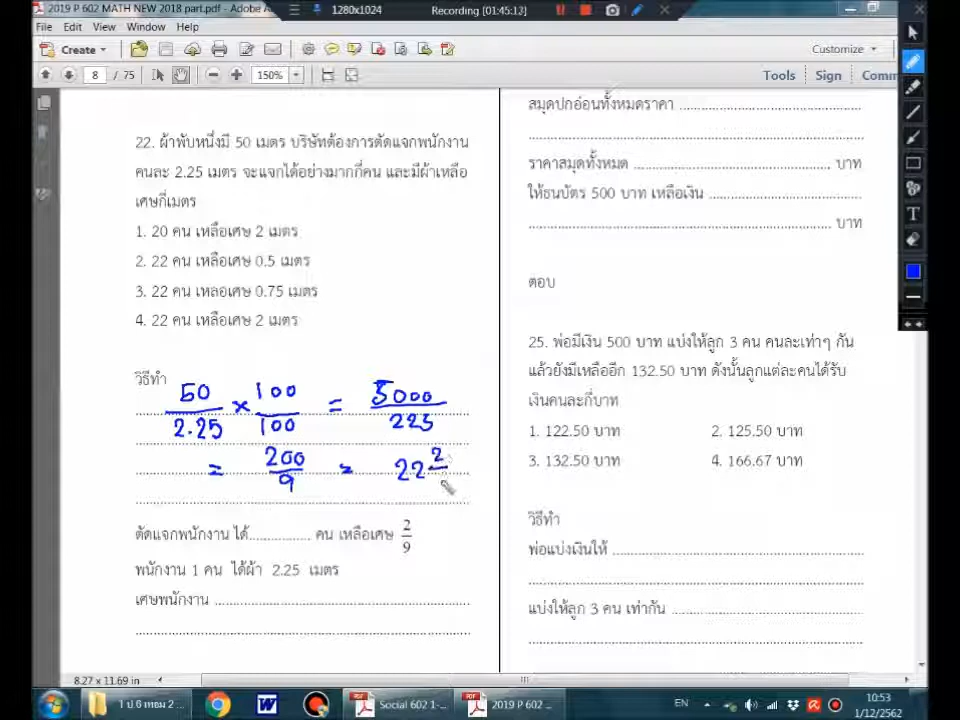 2019 P 602 MATH NEW 2018 part.pdf - Adobe A
1280x1024
Recording [01:45:13]
File Edit View Window Help
Create
Customize
8 / 75
150%
Tools Sign Comm
22. ผ้าพับหนึ่งมี 50 เมตร บริษัทต้องการตัดแจกพนักงาน
คนละ 2.25 เมตร จะแจกได้อย่างมากกี่คน และมีผ้าเหลือ
เศษกี่เมตร
1. 20 คน เหลือเศษ 2 เมตร
2. 22 คน เหลือเศษ 0.5 เมตร
3. 22 คน เหลือเศษ 0.75 เมตร
4. 22 คน เหลือเศษ 2 เมตร
วิธีทำ
50/2.25 × 100/100 = 5000/225
= 200/9 = 22 2/
ตัดแจกพนักงาน ได้............... คน เหลือเศษ 2/9
พนักงาน 1 คน ได้ผ้า 2.25 เมตร
เศษพนักงาน ................................................................
สมุดปกอ่อนทั้งหมดราคา ................................................
ราคาสมุดทั้งหมด ................................................ บาท
ให้ธนบัตร 500 บาท เหลือเงิน ........................................
................................................................ บาท
ตอบ
25. พ่อมีเงิน 500 บาท แบ่งให้ลูก 3 คน คนละเท่าๆ กัน
แล้วยังมีเหลืออีก 132.50 บาท ดังนั้นลูกแต่ละคนได้รับ
เงินคนละกี่บาท
1. 122.50 บาท 2. 125.50 บาท
3. 132.50 บาท 4. 166.67 บาท
วิธีทำ
พ่อแบ่งเงินให้ ................................................................
แบ่งให้ลูก 3 คน เท่ากัน ................................................
8.27 x 11.69 in
1 ป.6 เทอม 2 ...
Social 602 1-...
2019 P 602 ...
EN
10:53
1/12/2562